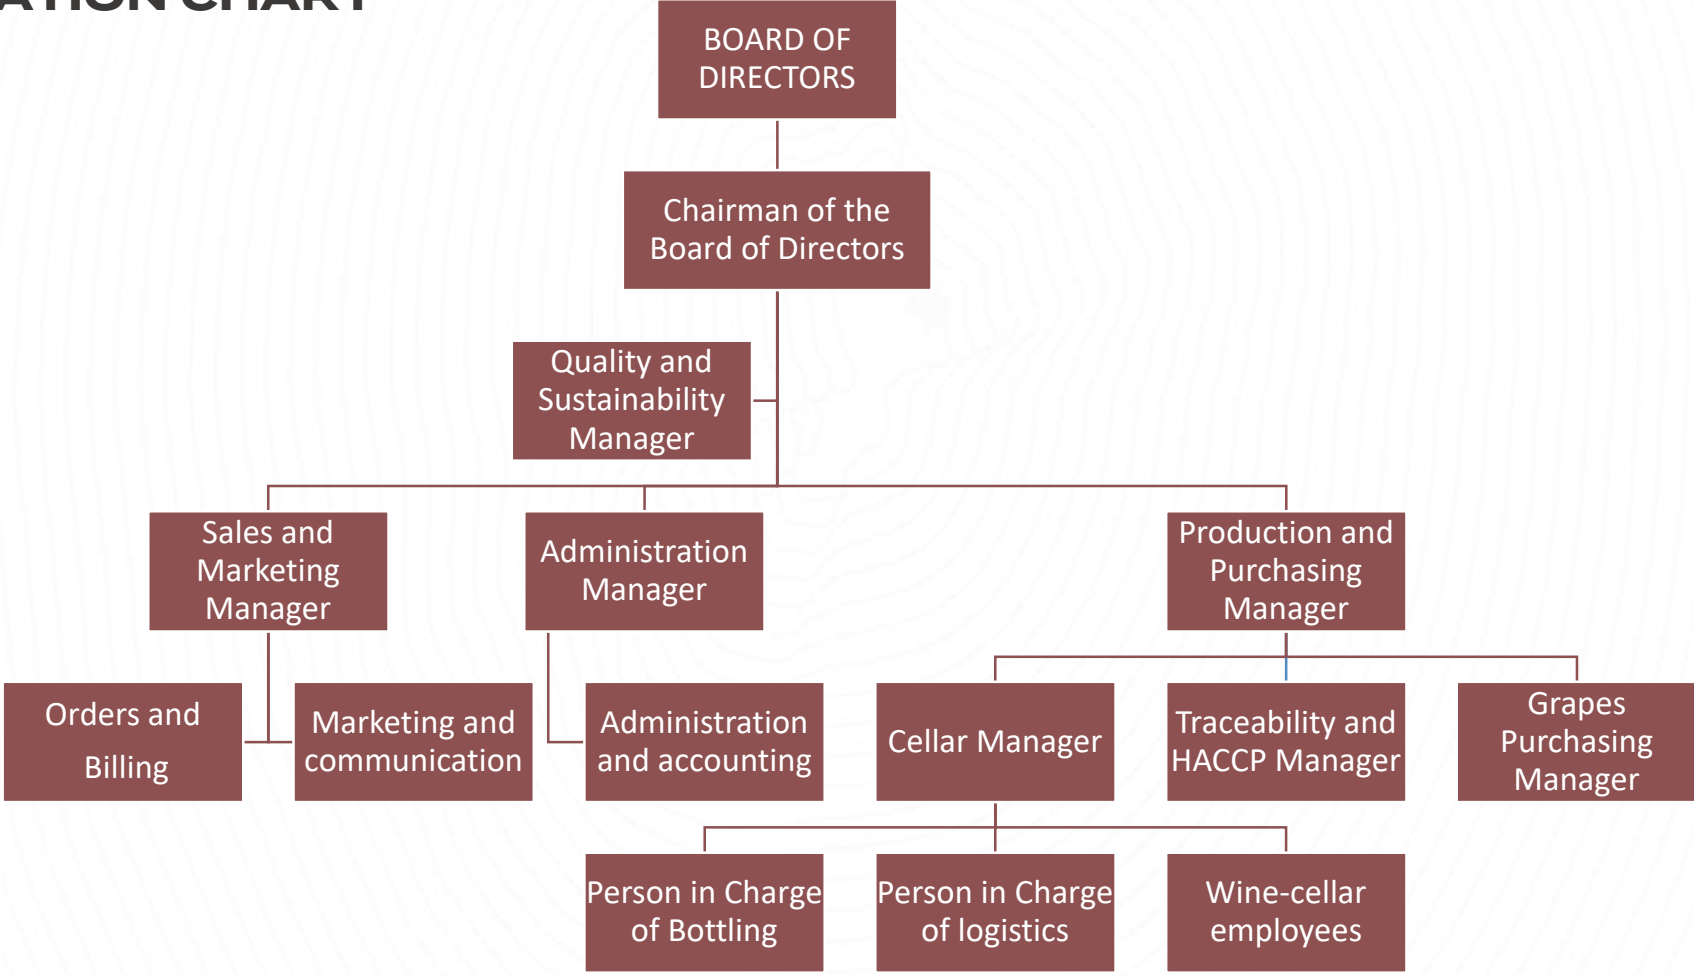 CHART
BOARD OF
DIRECTORS
Chairman of the
Board of Directors
Quality and
Sustainability
Manager
Sales and
Marketing
Manager
Administration
Manager
Production and
Purchasing
Manager
Orders and
Billing
Marketing and
communication
Administration
and accounting
Cellar Manager
Traceability and
HACCP Manager
Grapes
Purchasing
Manager
Person in Charge
of Bottling
Person in Charge
of logistics
Wine-cellar
employees